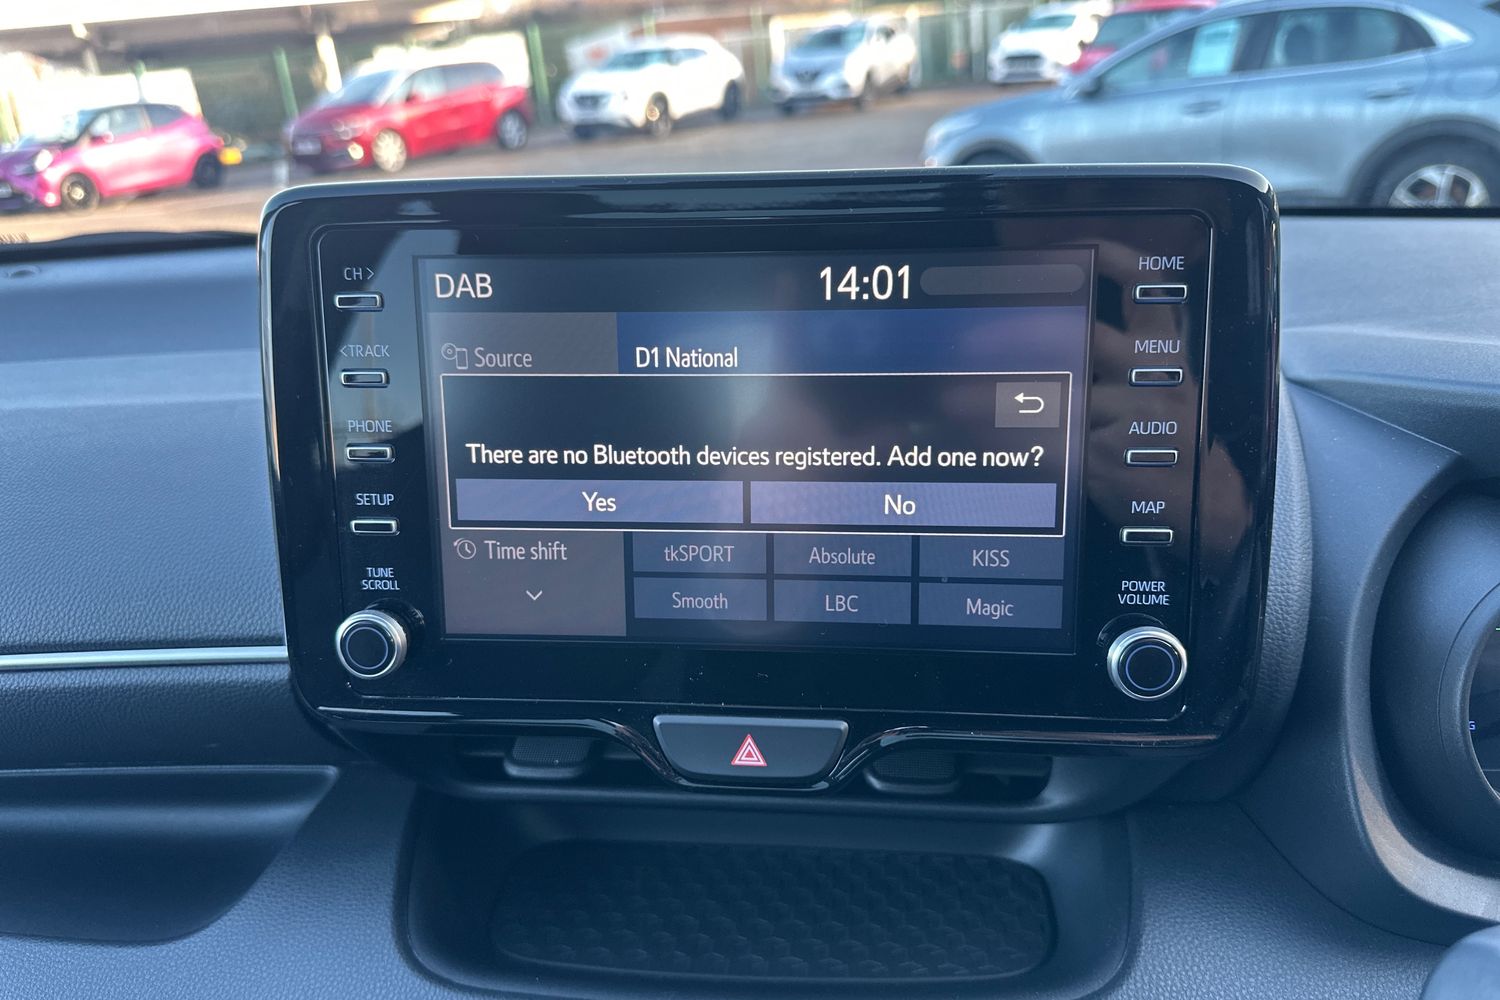 CH >
<TRACK
PHONE
SETUP
TUNE
SCROLL
DAB
14:01
Source
D1 National
There are no Bluetooth devices registered. Add one now?
Yes
No
Time shift
tkSPORT
Absolute
KISS
Smooth
LBC
Magic
HOME
MENU
AUDIO
MAP
POWER
VOLUME